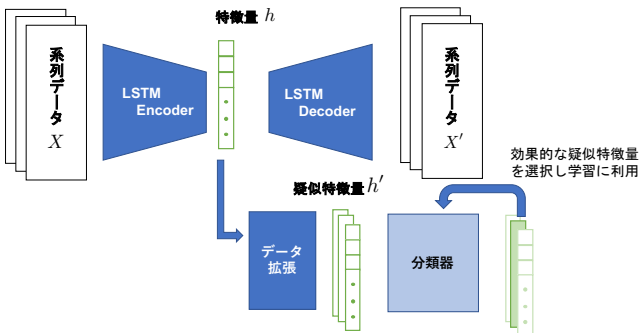 特徴量 h
系列データ
X
LSTM
Encoder
LSTM
Decoder
系列データ
X′
効果的な疑似特徴量
を選択し学習に利用
疑似特徴量h′
データ
拡張
分類器